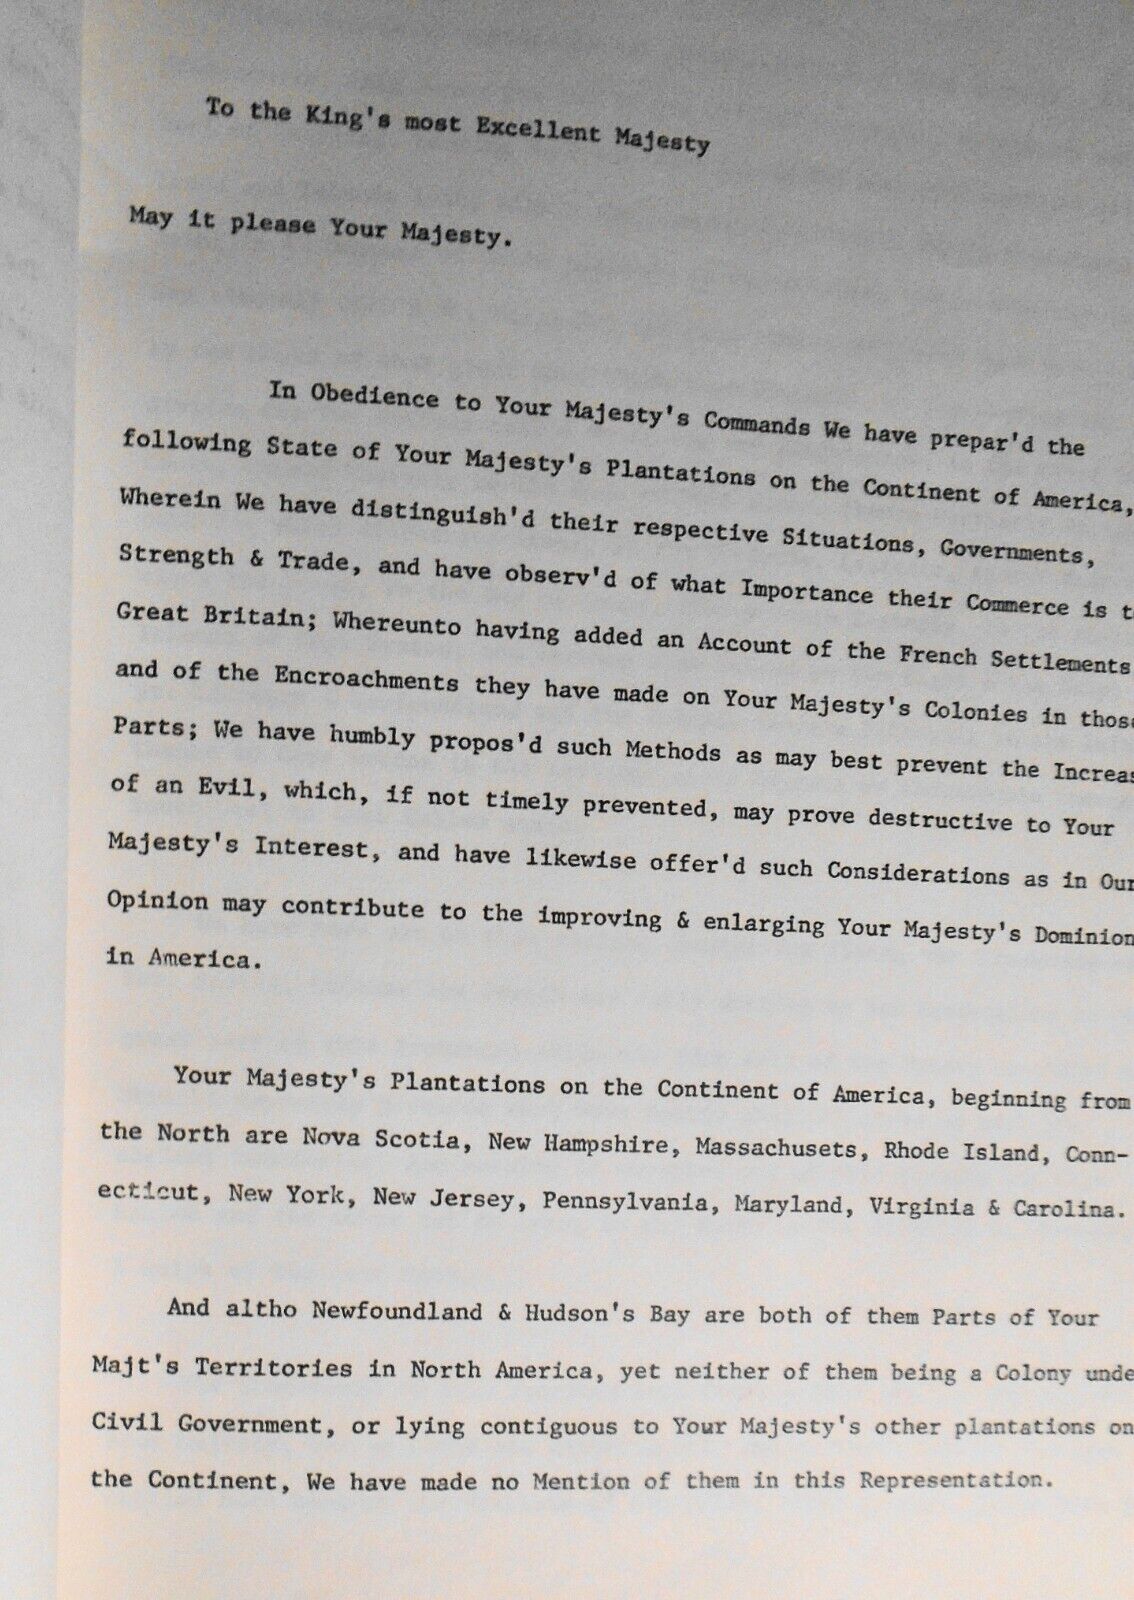 To the King's most Excellent Majesty
May it please Your Majesty.
In Obedience to Your Majesty's Commands We have prepar'd the
following State of Your Majesty's Plantations on the Continent of America,
Wherein We have distinguish'd their respective Situations, Governments,
Strength & Trade, and have observ'd of what Importance their Commerce is t
Great Britain; Whereunto having added an Account of the French Settlements
and of the Encroachments they have made on Your Majesty's Colonies in thos
Parts; We have humbly propos'd such Methods as may best prevent the Increas
of an Evil, which, if not timely prevented, may prove destructive to Your
Majesty's Interest, and have likewise offer'd such Considerations as in Our
Opinion may contribute to the improving & enlarging Your Majesty's Dominion
in America.
Your Majesty's Plantations on the Continent of America, beginning from
the North are Nova Scotia, New Hampshire, Massachusets, Rhode Island, Conn-
ecticut, New York, New Jersey, Pennsylvania, Maryland, Virginia & Carolina.
And altho Newfoundland & Hudson's Bay are both of them Parts of Your
Majt's Territories in North America, yet neither of them being a Colony unde
Civil Government, or lying contiguous to Your Majesty's other plantations on
the Continent, We have made no Mention of them in this Representation.